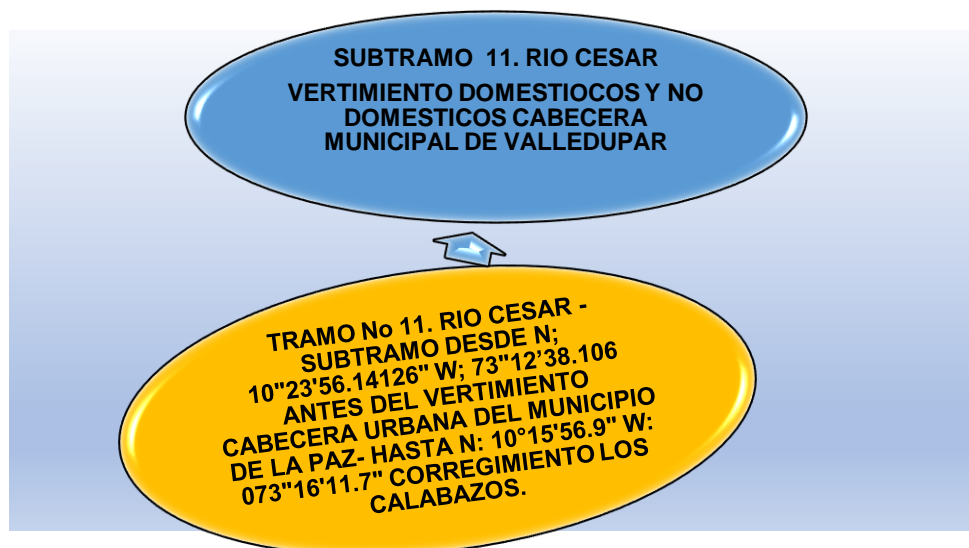 SUBTRAMO 11. RIO CESAR
VERTIMIENTO DOMESTIOCOS Y NO
DOMESTICOS CABECERA
MUNICIPAL DE VALLEDUPAR
TRAMO No 11. RIO CESAR -
SUBTRAMO DESDE N;
10"23'56.14126" W; 73"12’38.106
ANTES DEL VERTIMIENTO
CABECERA URBANA DEL MUNICIPIO
DE LA PAZ- HASTA N: 10°15'56.9" W:
073"16'11.7" CORREGIMIENTO LOS
CALABAZOS.